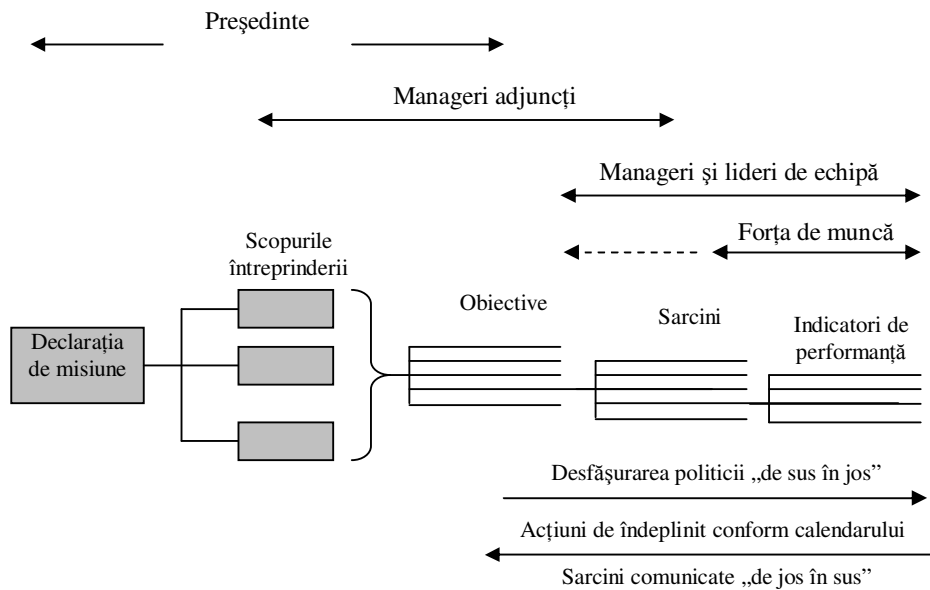 Preşedinte
Manageri adjuncţi
Manageri şi lideri de echipă
Forţa de muncă
Scopurile
întreprinderii
Obiective
Sarcini
Indicatori de
performanţă
Declaraţia
de misiune
Desfăşurarea politicii „de sus în jos”
Acţiuni de îndeplinit conform calendarului
Sarcini comunicate „de jos în sus”